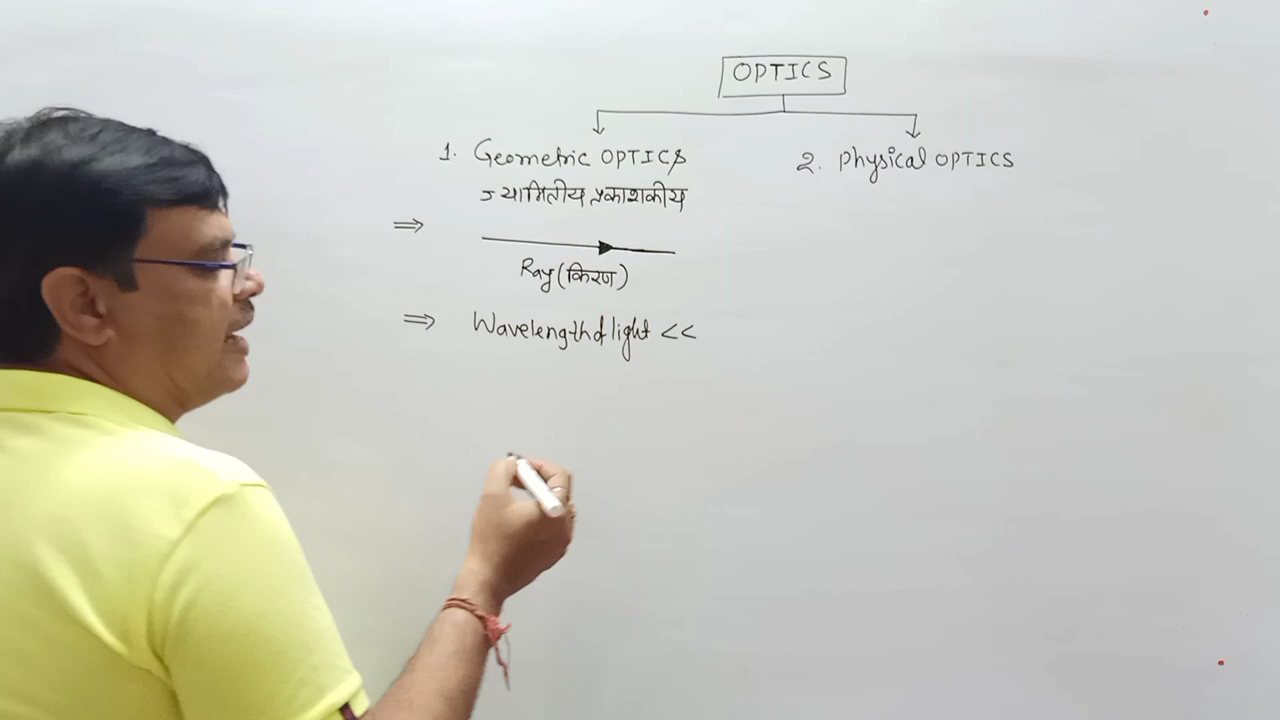 OPTICS
1. Geometric OPTICS
2. Physical OPTICS
ज्यामितीय प्रकाशकीय
⇒
Ray (किरण)
⇒ Wavelength of light <<